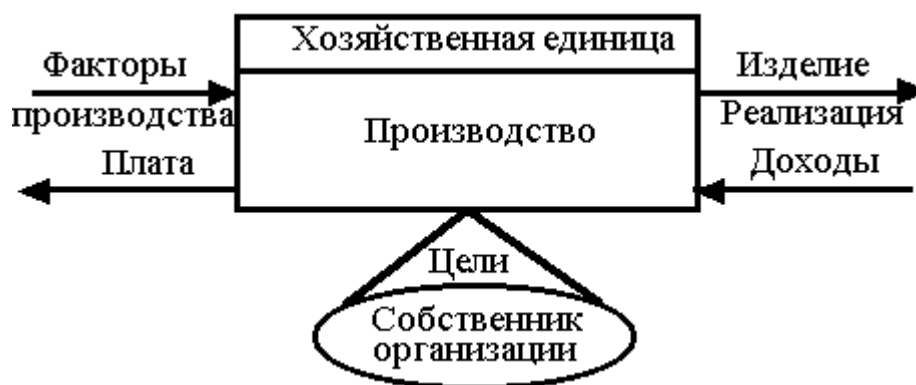 Хозяйственная единица
Факторы
производства
Плата
Производство
Изделие
Реализация
Доходы
Цели
Собственник
организации